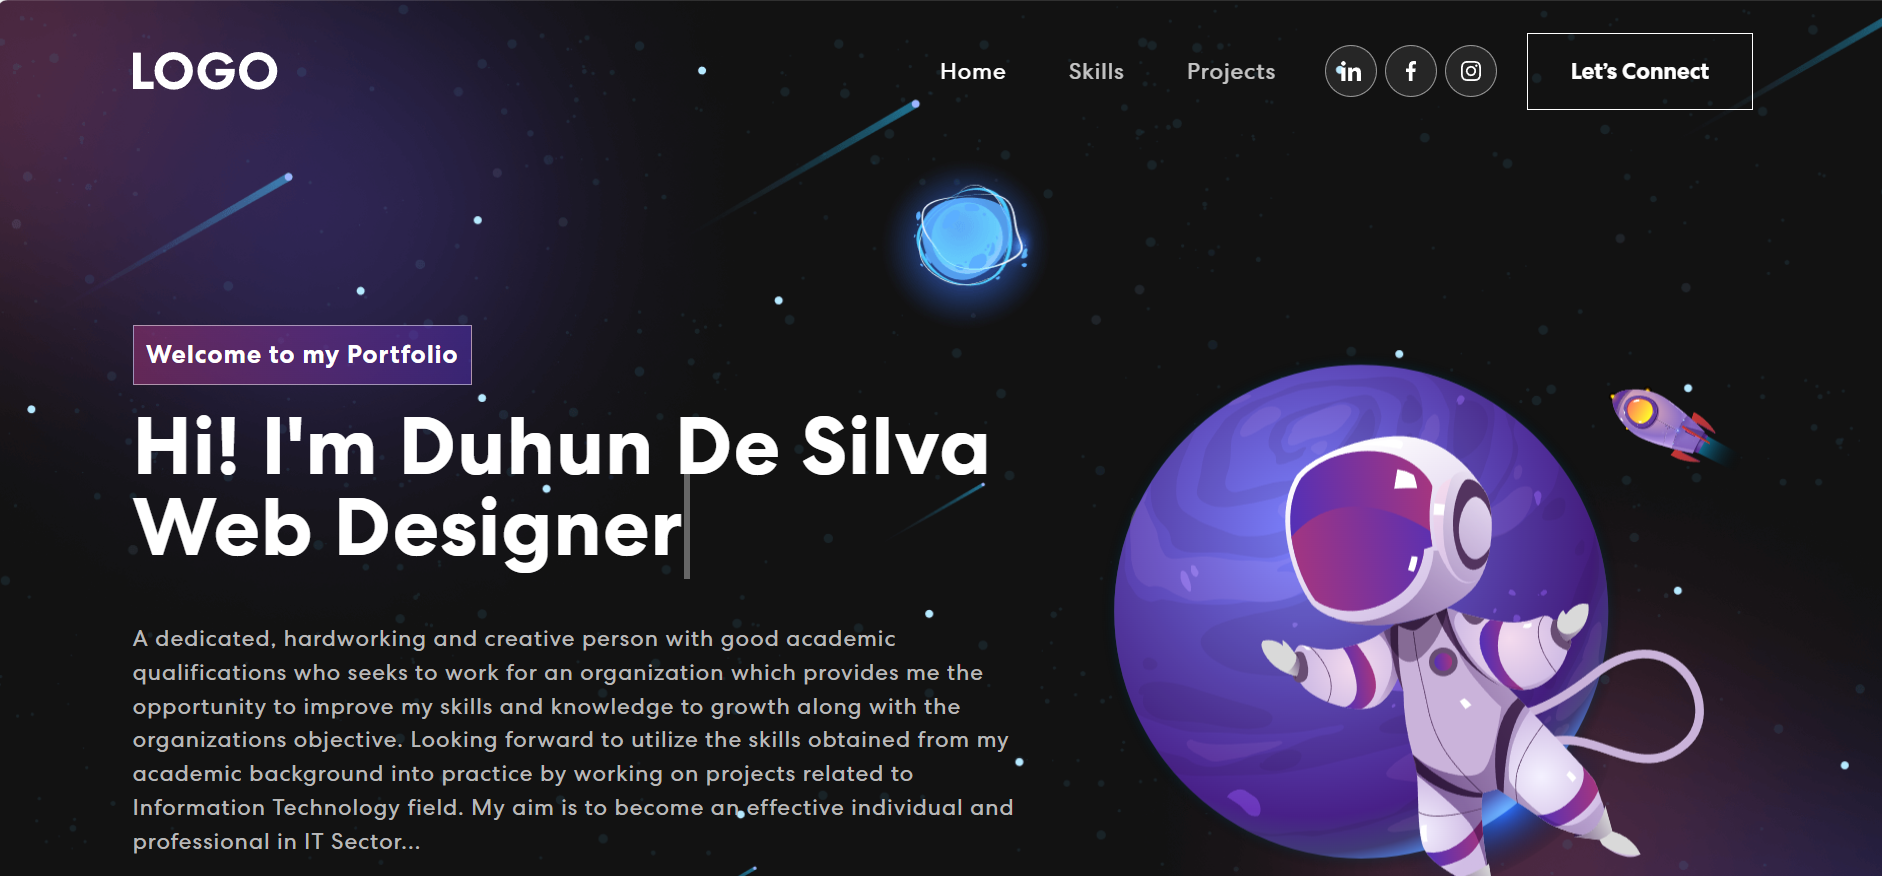 LOGO
Home Skills Projects in f Let's Connect
Welcome to my Portfolio
Hi! I'm Duhun De Silva
Web Designer
A dedicated, hardworking and creative person with good academic
qualifications who seeks to work for an organization which provides me the
opportunity to improve my skills and knowledge to growth along with the
organizations objective. Looking forward to utilize the skills obtained from my
academic background into practice by working on projects related to
Information Technology field. My aim is to become an effective individual and
professional in IT Sector...